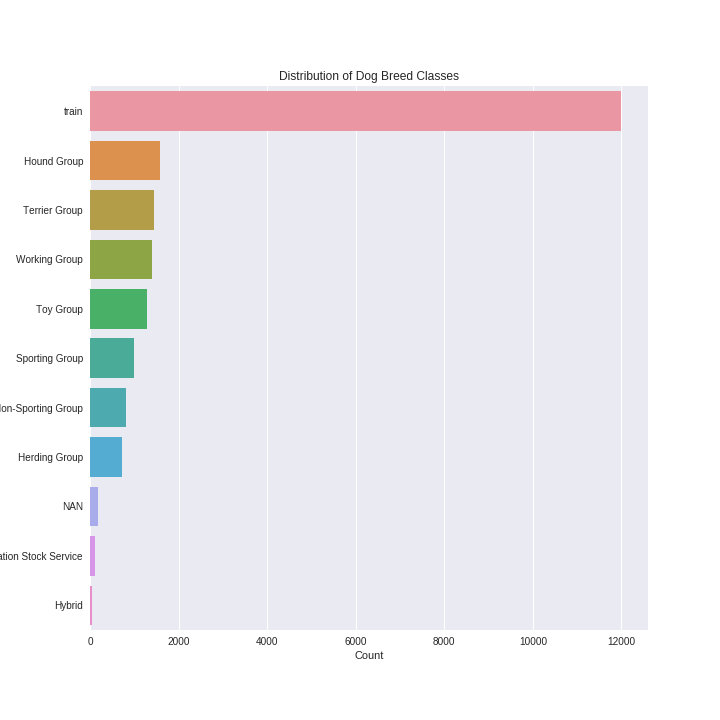 Distribution of Dog Breed Classes
train
Hound Group
Terrier Group
Working Group
Toy Group
Sporting Group
on-Sporting Group
Herding Group
NAN
ation Stock Service
Hybrid
0 2000 4000 6000 8000 10000 12000
Count